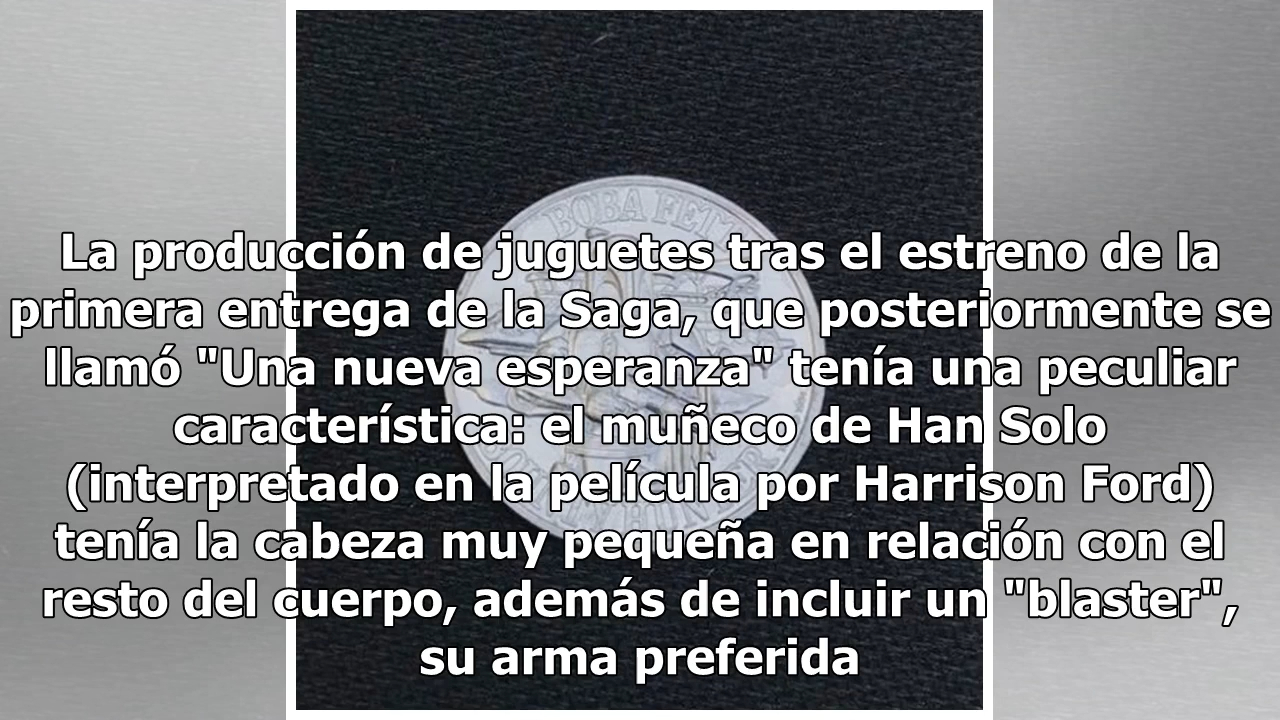 BOBA FETT
La producción de juguetes tras el estreno de la
primera entrega de la Saga, que posteriormente se
llamó "Una nueva esperanza" tenía una peculiar
característica: el muñeco de Han Solo
(interpretado en la película por Harrison Ford)
tenía la cabeza muy pequeña en relación con el
resto del cuerpo, además de incluir un "blaster",
su arma preferida